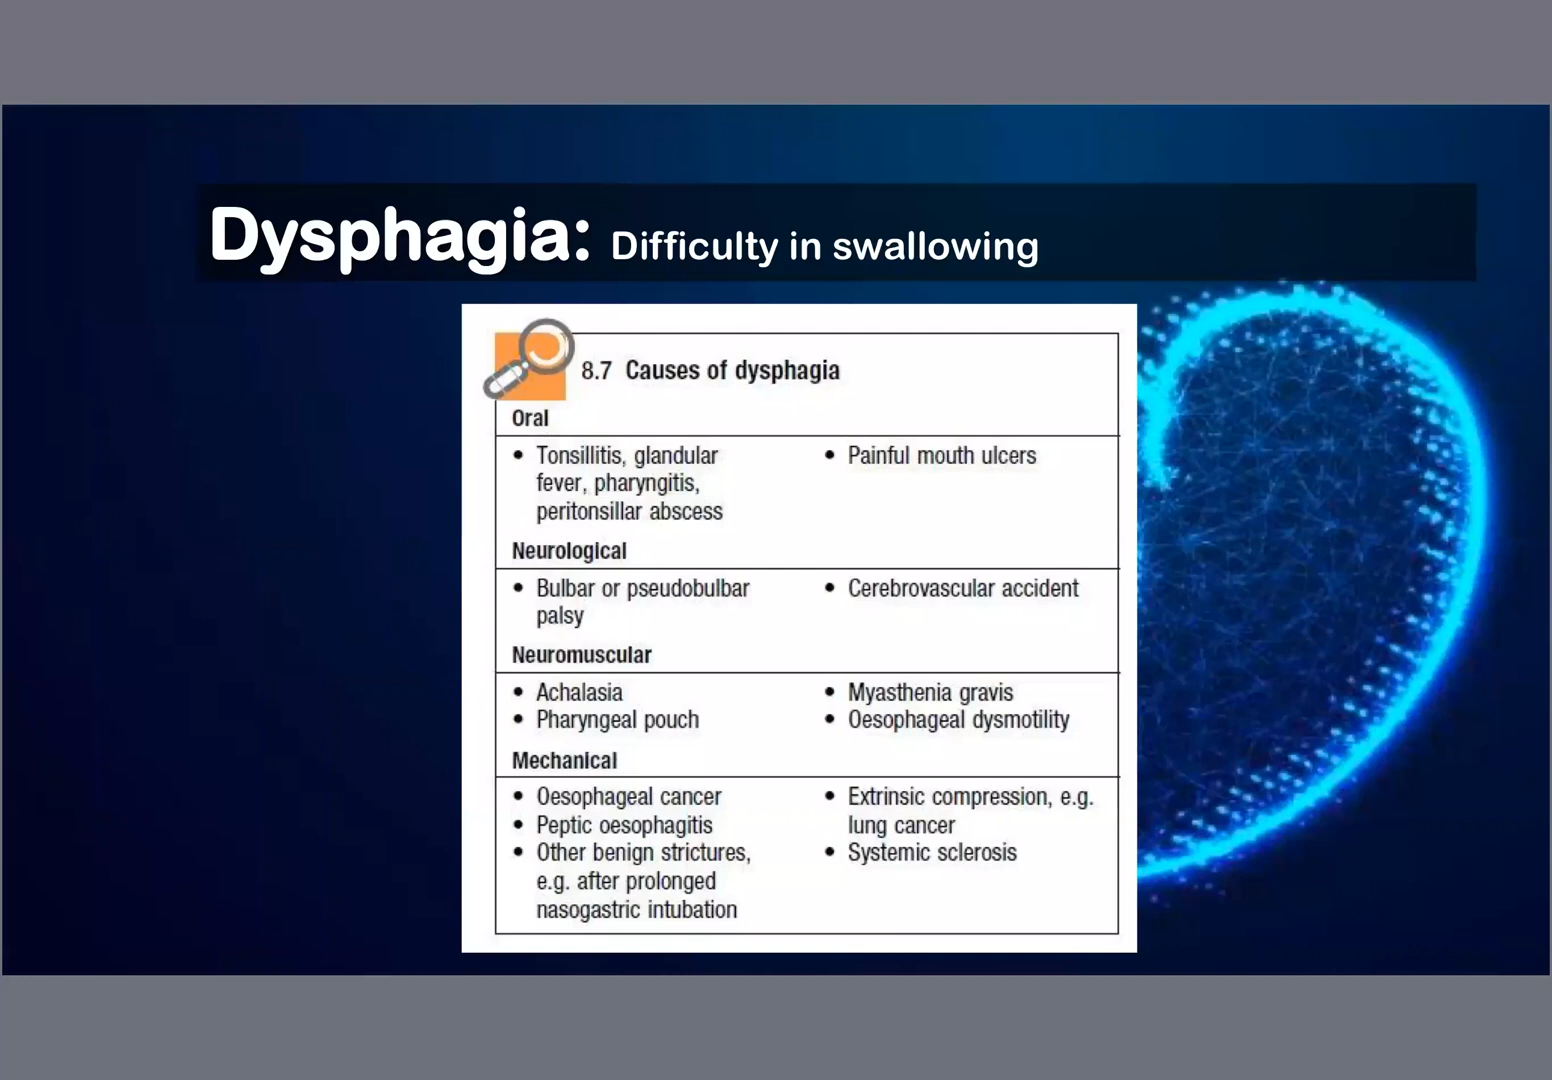 Dysphagia: Difficulty in swallowing
8.7 Causes of dysphagia
Oral
• Tonsillitis, glandular
fever, pharyngitis,
peritonsillar abscess
• Painful mouth ulcers
Neurological
• Bulbar or pseudobulbar
palsy
• Cerebrovascular accident
Neuromuscular
• Achalasia
• Pharyngeal pouch
• Myasthenia gravis
• Oesophageal dysmotility
Mechanical
• Oesophageal cancer
• Peptic oesophagitis
• Other benign strictures,
e.g. after prolonged
nasogastric intubation
• Extrinsic compression, e.g.
lung cancer
• Systemic sclerosis